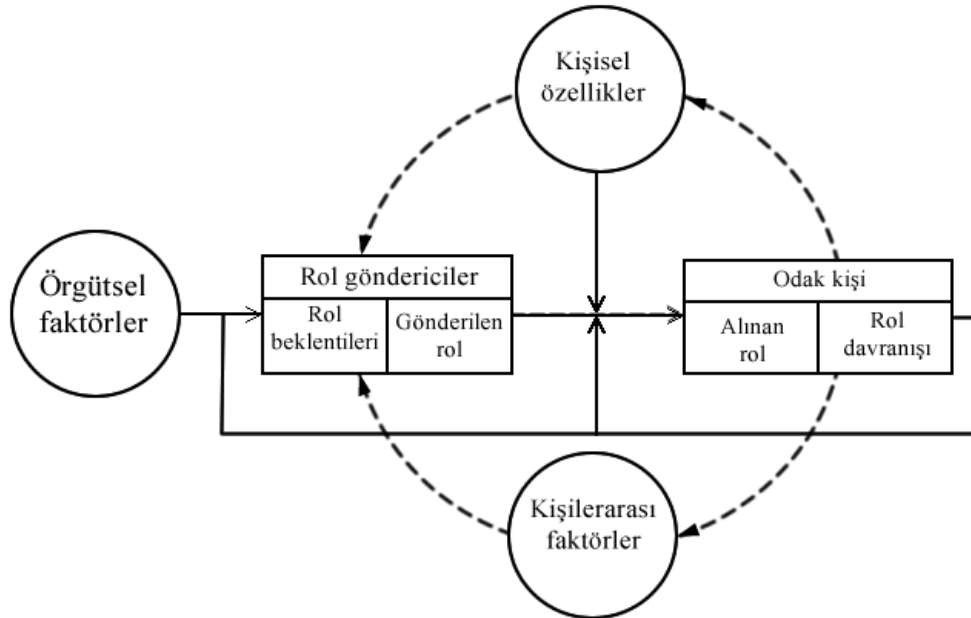 Kişisel
özellikler
Örgütsel
faktörler
Rol göndericiler
Rol
beklentileri
Gönderilen
rol
Odak kişi
Alınan
rol
Rol
davranışı
Kişilerarası
faktörler